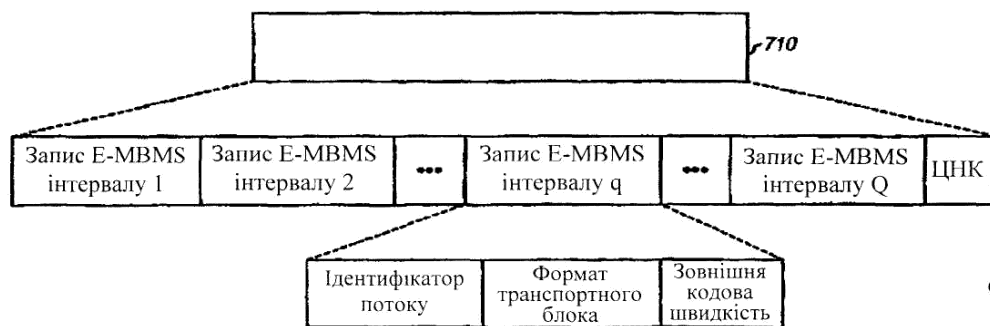 710
Запис E-MBMS
інтервалу 1
Запис E-MBMS
інтервалу 2
•••
Запис E-MBMS
інтервалу q
•••
Запис E-MBMS
інтервалу Q
ЦНК
Ідентифікатор
потоку
Формат
транспортного
блока
Зовнішня
кодова
швидкість